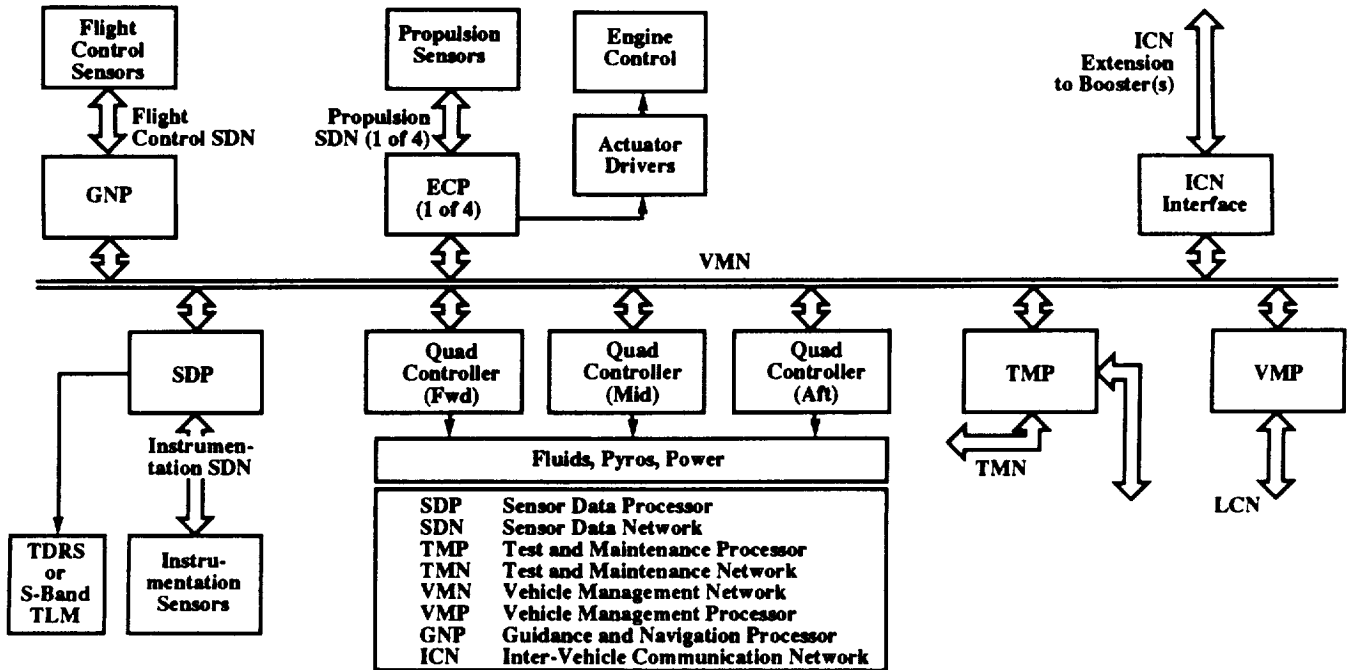 Flight
Control
Sensors
Propulsion
Sensors
Engine
Control
ICN
Extension
to Booster(s)
Flight
Control SDN
Propulsion
SDN (1 of 4)
Actuator
Drivers
GNP
ECP
(1 of 4)
ICN
Interface
VMN
SDP
Quad
Controller
(Fwd)
Quad
Controller
(Mid)
Quad
Controller
(Aft)
TMP
VMP
Instrumen-
tation SDN
Fluids, Pyros, Power
TMN
LCN
TDRS
or
S-Band
TLM
Instru-
mentation
Sensors
SDP Sensor Data Processor
SDN Sensor Data Network
TMP Test and Maintenance Processor
TMN Test and Maintenance Network
VMN Vehicle Management Network
VMP Vehicle Management Processor
GNP Guidance and Navigation Processor
ICN Inter-Vehicle Communication Network